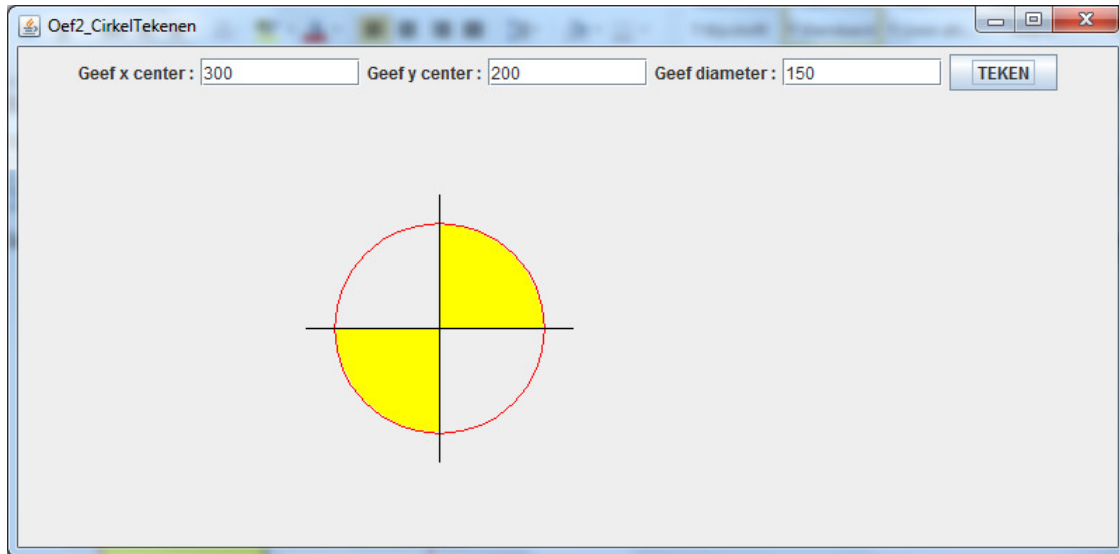 Oef2_CirkelTekenen
Geef x center : 300 Geef y center : 200 Geef diameter : 150 TEKEN